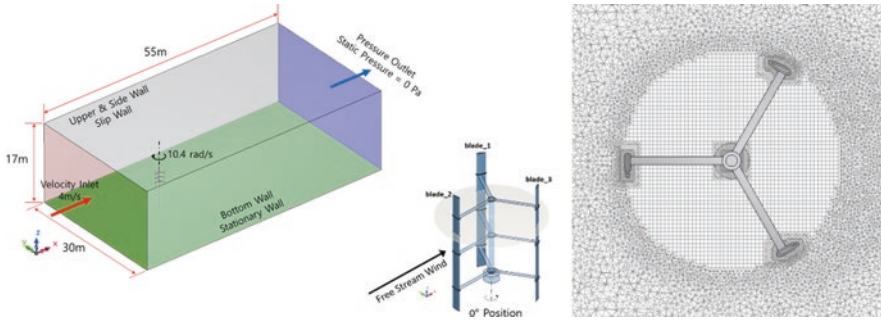 55m
Pressure Outlet
Static Pressure = 0 Pa
Upper & Side Wall
Slip Wall
17m
10.4 rad/s
Velocity Inlet
4m/s
Bottom Wall
Stationary Wall
30m
blade_1
blade_2
blade_3
Free Stream Wind
0° Position